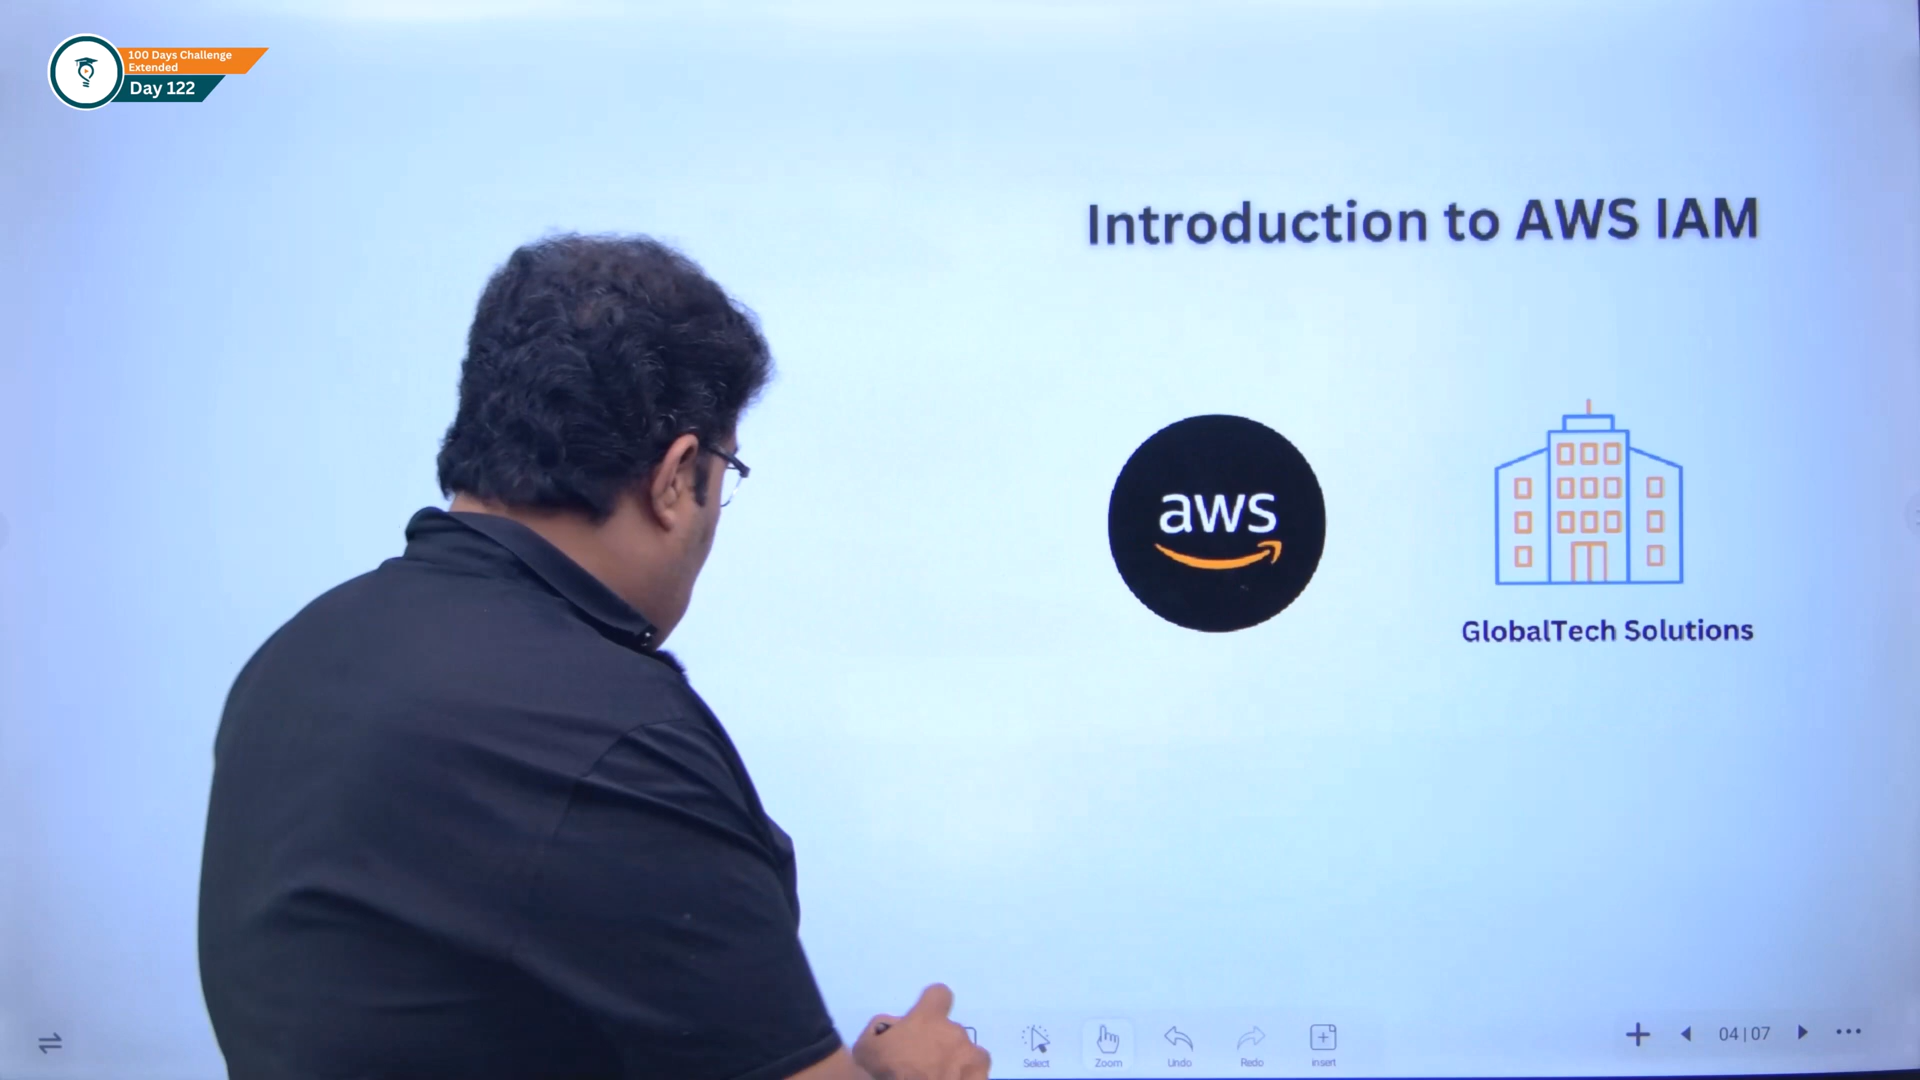 100 Days Challenge
Extended
Day 122
Introduction to AWS IAM
aws
GlobalTech Solutions
Select
Zoom
Undo
Redo
insert
04|07